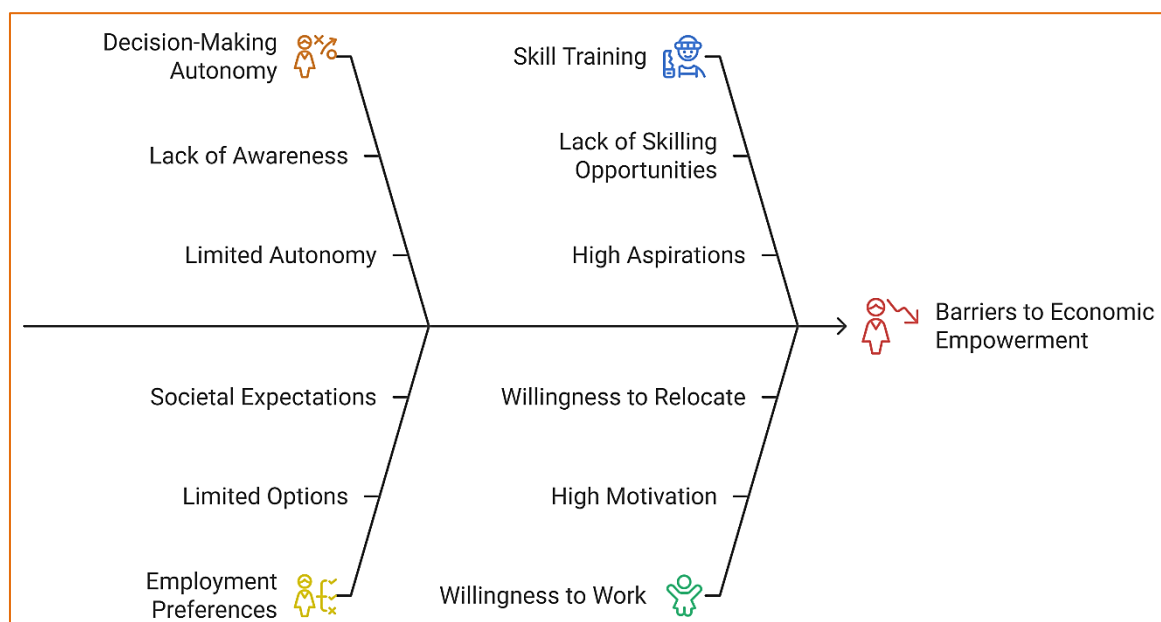 Decision-Making
Autonomy
Lack of Awareness
Limited Autonomy
Skill Training
Lack of Skilling
Opportunities
High Aspirations
Barriers to Economic
Empowerment
Societal Expectations
Limited Options
Employment
Preferences
Willingness to Relocate
High Motivation
Willingness to Work